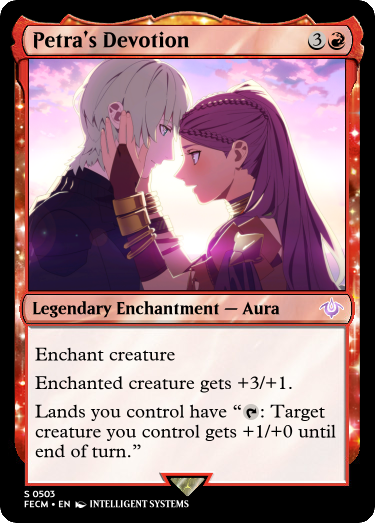 Petra's Devotion 3
Legendary Enchantment — Aura
Enchant creature
Enchanted creature gets +3/+1.
Lands you control have “: Target
creature you control gets +1/+0 until
end of turn.”
S 0503
FECM • EN INTELLIGENT SYSTEMS